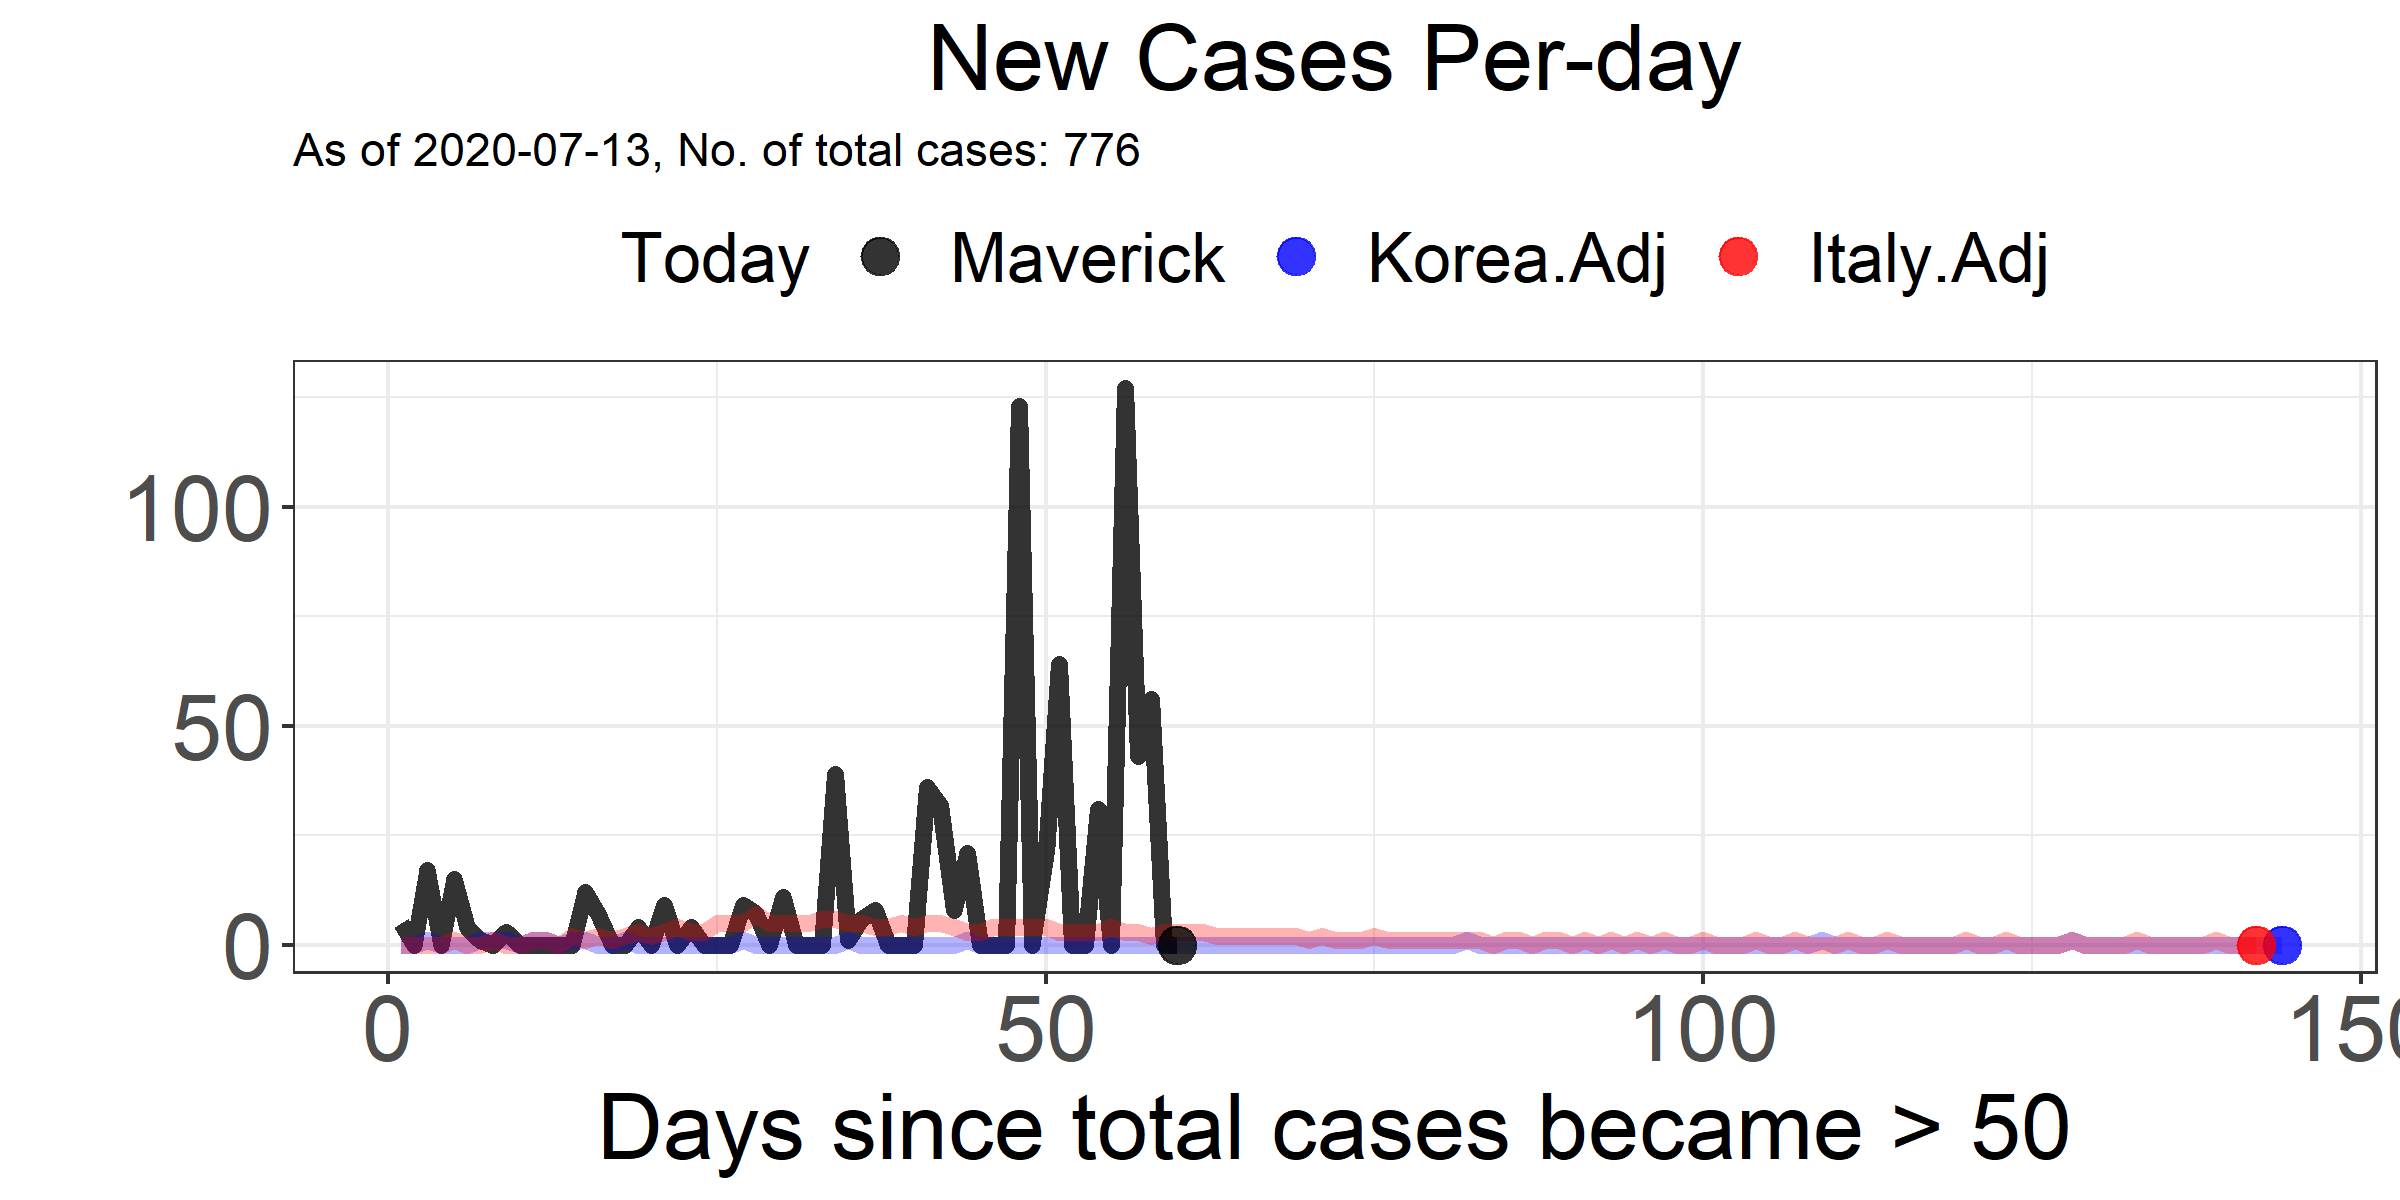 New Cases Per-day
As of 2020-07-13, No. of total cases: 776
Today Maverick Korea.Adj Italy.Adj
100
50
0
0 50 100 150
Days since total cases became > 50